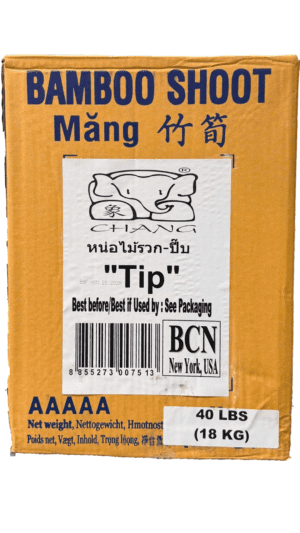 BAMBOO SHOOT
Măng 竹筍
象
CHANG
หน่อไม้รวก-ปี๊บ
"Tip"
Best before/Best if Used by : See Packaging
8 855273 007513
BCN
New York, USA
AAAAA
40 LBS
(18 KG)
Net weight, Nettogewicht, Hmotnost
Poids net, Vægt, Inhold, Trọng lượng, 淨